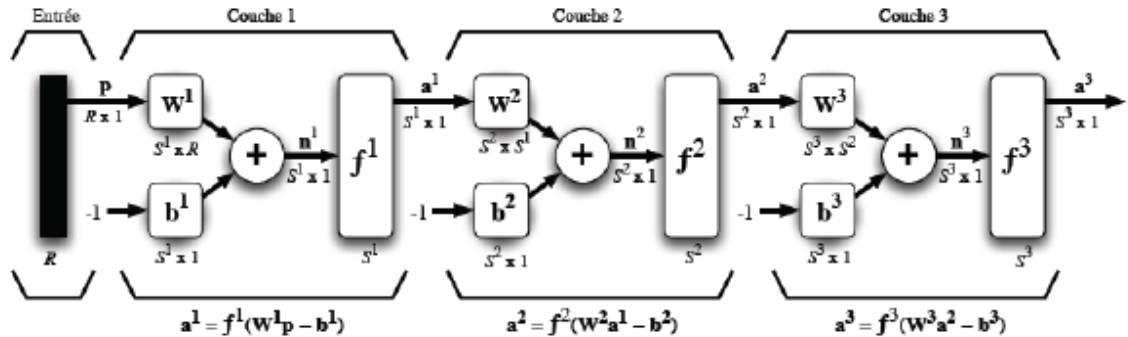 Entrée Couche 1 Couche 2 Couche 3
p a¹ a² a³
R x 1 W¹ S¹ x 1 W² S² x 1 W³ S³ x 1
S¹ x R n¹ S² x S¹ n² S³ x S² n³
+ + +
S¹ x 1 f¹ S² x 1 f² S³ x 1 f³
-1 b¹ -1 b² -1 b³
R S¹ x 1 S¹ S² x 1 S² S³ x 1 S³
a¹ = f¹(W¹p – b¹) a² = f²(W²a¹ – b²) a³ = f³(W³a² – b³)